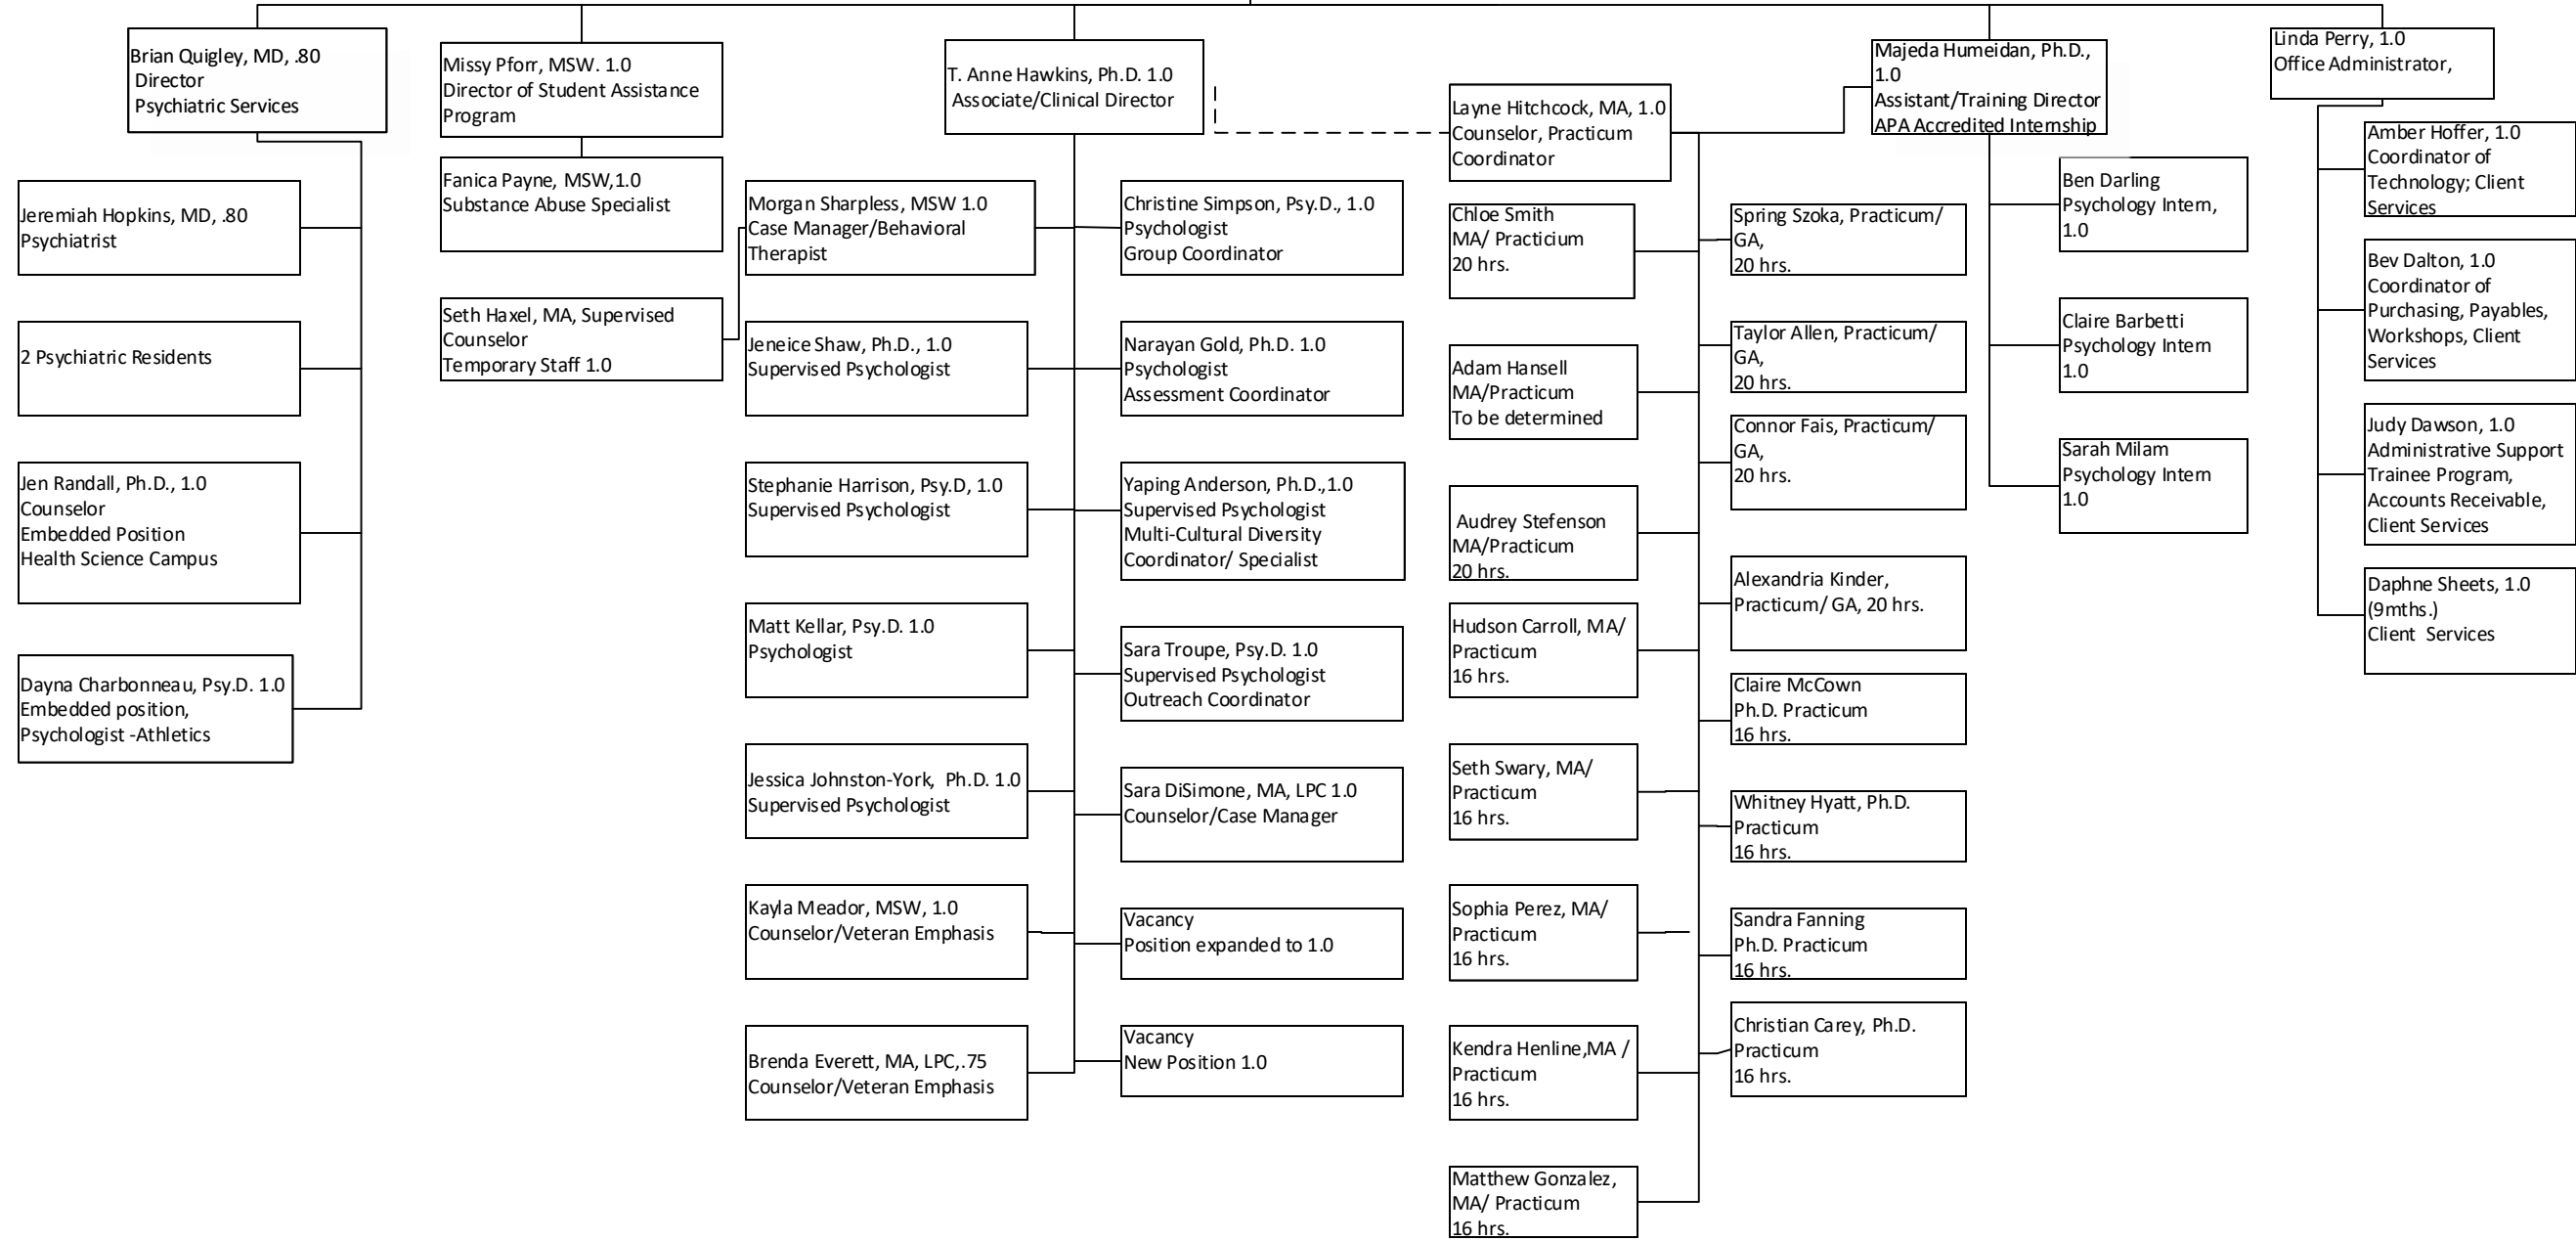 Brian Quigley, MD, .80
Director
Psychiatric Services
Jeremiah Hopkins, MD, .80
Psychiatrist
2 Psychiatric Residents
Jen Randall, Ph.D., 1.0
Counselor
Embedded Position
Health Science Campus
Dayna Charbonneau, Psy.D. 1.0
Embedded position,
Psychologist -Athletics
Missy Pforr, MSW. 1.0
Director of Student Assistance
Program
Fanica Payne, MSW,1.0
Substance Abuse Specialist
Seth Haxel, MA, Supervised
Counselor
Temporary Staff 1.0
T. Anne Hawkins, Ph.D. 1.0
Associate/Clinical Director
Morgan Sharpless, MSW 1.0
Case Manager/Behavioral
Therapist
Jeneice Shaw, Ph.D., 1.0
Supervised Psychologist
Stephanie Harrison, Psy.D, 1.0
Supervised Psychologist
Matt Kellar, Psy.D. 1.0
Psychologist
Jessica Johnston-York, Ph.D. 1.0
Supervised Psychologist
Kayla Meador, MSW, 1.0
Counselor/Veteran Emphasis
Brenda Everett, MA, LPC,.75
Counselor/Veteran Emphasis
Christine Simpson, Psy.D., 1.0
Psychologist
Group Coordinator
Narayan Gold, Ph.D. 1.0
Psychologist
Assessment Coordinator
Yaping Anderson, Ph.D.,1.0
Supervised Psychologist
Multi-Cultural Diversity
Coordinator/ Specialist
Sara Troupe, Psy.D. 1.0
Supervised Psychologist
Outreach Coordinator
Sara DiSimone, MA, LPC 1.0
Counselor/Case Manager
Vacancy
Position expanded to 1.0
Vacancy
New Position 1.0
Layne Hitchcock, MA, 1.0
Counselor, Practicum
Coordinator
Chloe Smith
MA/ Practicium
20 hrs.
Adam Hansell
MA/Practicum
To be determined
Audrey Stefenson
MA/Practicum
20 hrs.
Hudson Carroll, MA/
Practicum
16 hrs.
Seth Swary, MA/
Practicum
16 hrs.
Sophia Perez, MA/
Practicum
16 hrs.
Kendra Henline,MA /
Practicum
16 hrs.
Matthew Gonzalez,
MA/ Practicum
16 hrs.
Spring Szoka, Practicum/
GA,
20 hrs.
Taylor Allen, Practicum/
GA,
20 hrs.
Connor Fais, Practicum/
GA,
20 hrs.
Alexandria Kinder,
Practicum/ GA, 20 hrs.
Claire McCown
Ph.D. Practicum
16 hrs.
Whitney Hyatt, Ph.D.
Practicum
16 hrs.
Sandra Fanning
Ph.D. Practicum
16 hrs.
Christian Carey, Ph.D.
Practicum
16 hrs.
Majeda Humeidan, Ph.D.,
1.0
Assistant/Training Director
APA Accredited Internship
Ben Darling
Psychology Intern,
1.0
Claire Barbetti
Psychology Intern
1.0
Sarah Milam
Psychology Intern
1.0
Linda Perry, 1.0
Office Administrator,
Amber Hoffer, 1.0
Coordinator of
Technology; Client
Services
Bev Dalton, 1.0
Coordinator of
Purchasing, Payables,
Workshops, Client
Services
Judy Dawson, 1.0
Administrative Support
Trainee Program,
Accounts Receivable,
Client Services
Daphne Sheets, 1.0
(9mths.)
Client Services